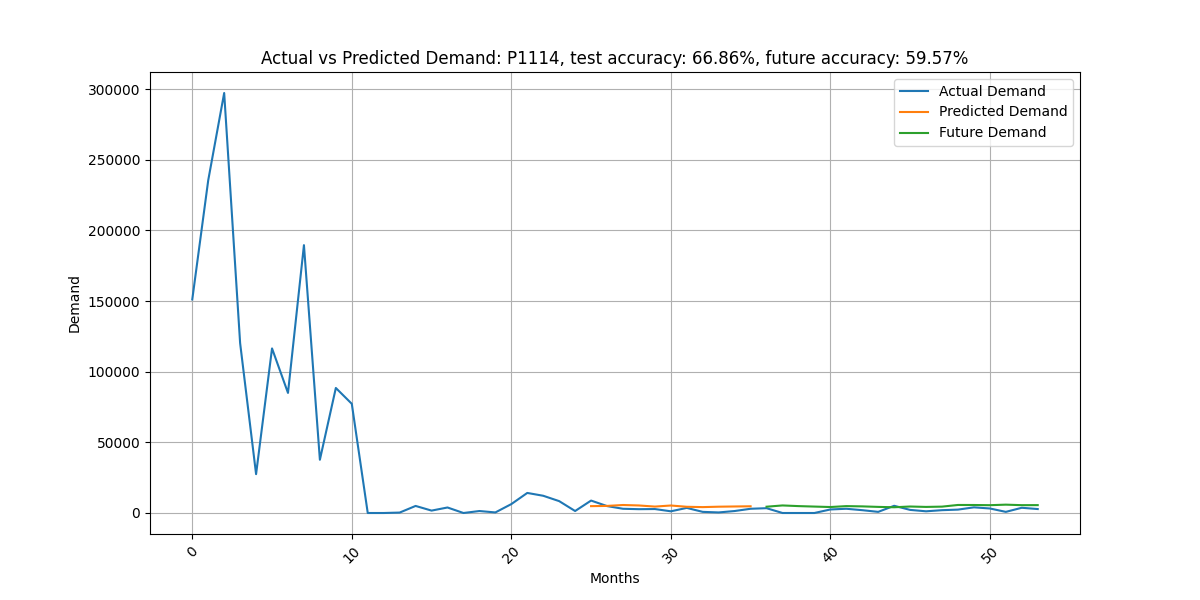 Actual vs Predicted Demand: P1114, test accuracy: 66.86%, future accuracy: 59.57%
Actual Demand
Predicted Demand
Future Demand
300000
250000
200000
150000
100000
50000
0
Demand
0
10
20
30
40
50
Months